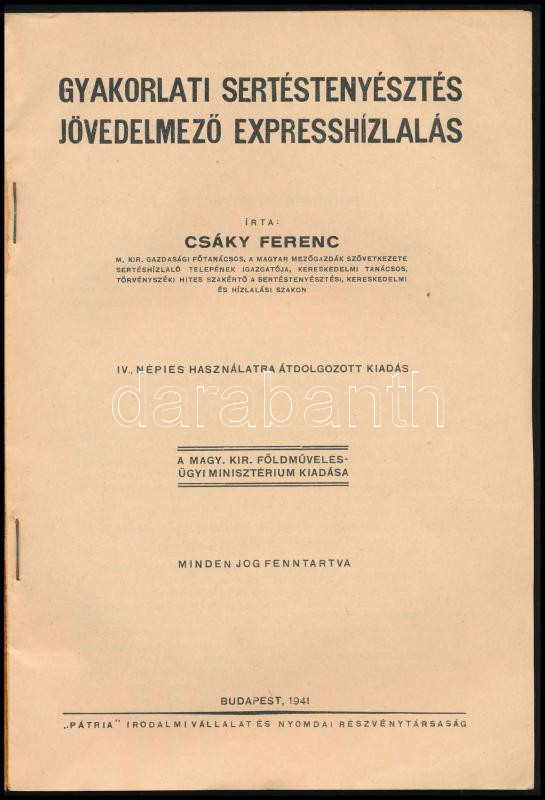 GYAKORLATI SERTÉSTENYÉSZTÉS
JÖVEDELMEZŐ EXPRESSHÍZLALÁS
ÍRTA:
CSÁKY FERENC
M. KIR. GAZDASÁGI FŐTANÁCSOS, A MAGYAR MEZŐGAZDÁK SZÖVETKEZETE
SERTÉSHÍZLALÓ TELEPÉNEK IGAZGATÓJA, KERESKEDELMI TANÁCSOS,
TÖRVÉNYSZÉKI HITES SZAKÉRTŐ A SERTÉSTENYÉSZTÉSI, KERESKEDELMI
ÉS HÍZLALÁSI SZAKON
IV., NÉPIES HASZNÁLATRA ÁTDOLGOZOTT KIADÁS
darabanth
A MAGY. KIR. FÖLDMŰVELES-
ÜGYI MINISZTÉRIUM KIADÁSA
MINDEN JOG FENNTARTVA
BUDAPEST, 1941
„PÁTRIA" IRODALMI VÁLLALAT ÉS NYOMDAI RÉSZVÉNYTÁRSASÁG